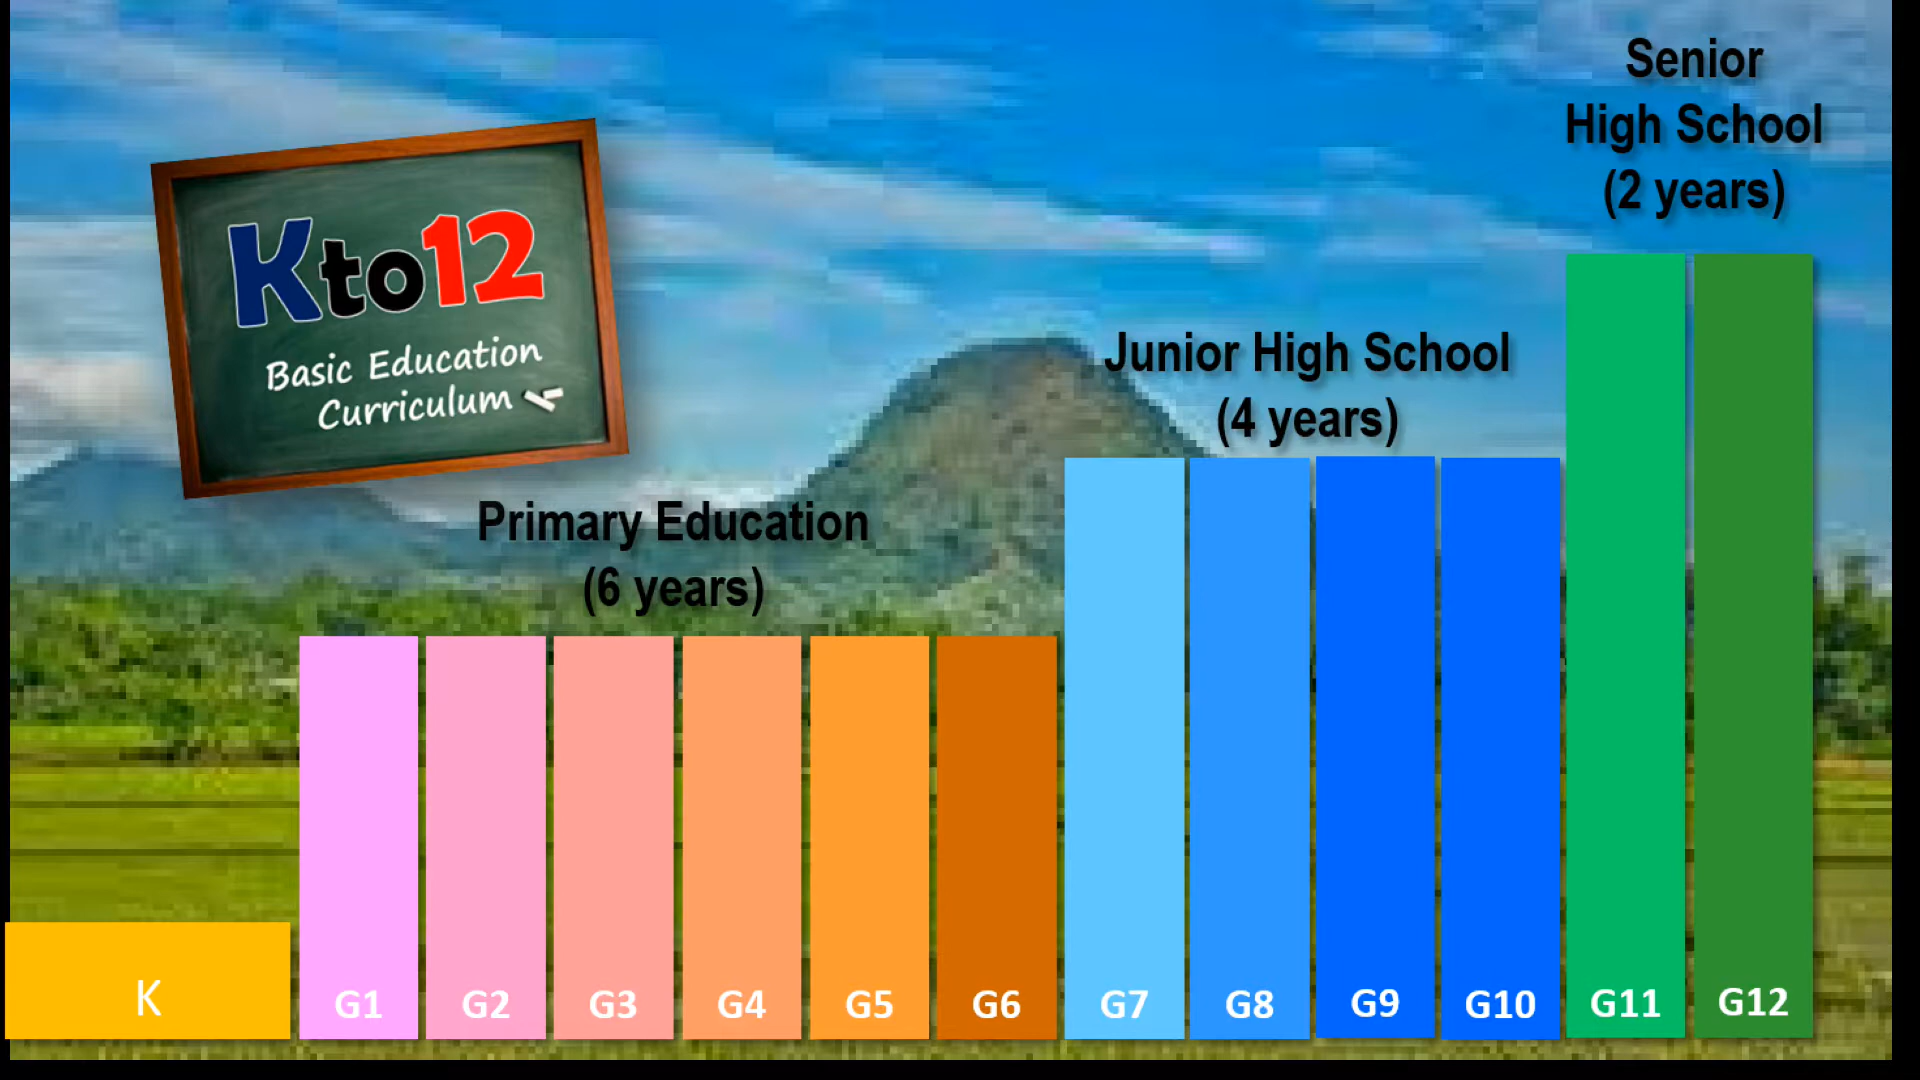 Senior
High School
(2 years)
Kto12
Basic Education
Curriculum
Junior High School
(4 years)
Primary Education
(6 years)
K
G1
G2
G3
G4
G5
G6
G7
G8
G9
G10
G11
G12